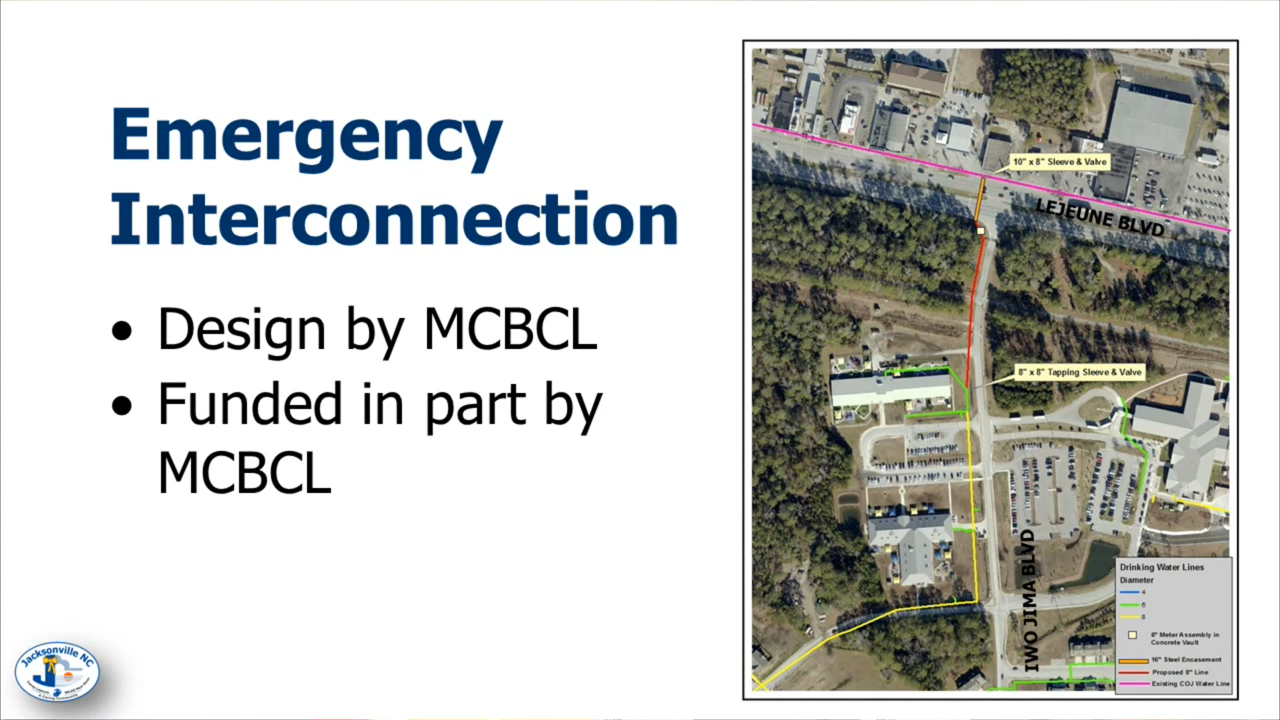 Emergency
Interconnection
• Design by MCBCL
• Funded in part by
MCBCL
10" x 8" Sleeve & Valve
LEJEUNE BLVD
8" x 8" Tapping Sleeve & Valve
IWO JIMA BLVD
Drinking Water Lines
Diameter
4
6
8
6" Meter Assembly in
Concrete Vault
16" Steel Encasement
Proposed 8" Line
Existing COJ Water Line
Jacksonville NC